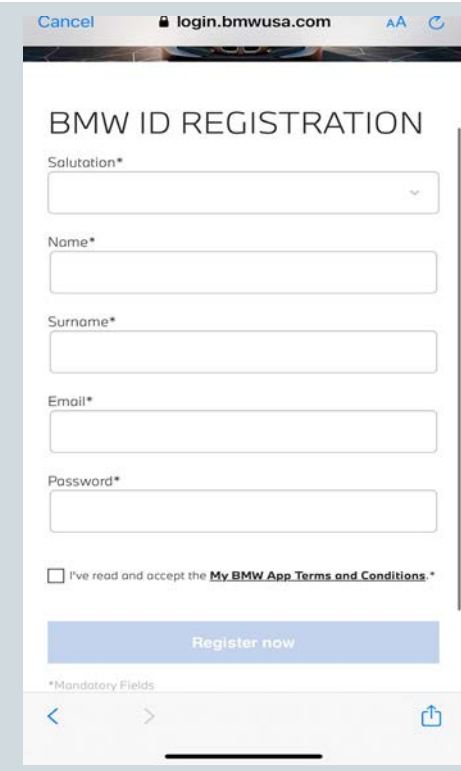 Cancel login.bmwusa.com AA
BMW ID REGISTRATION
Salutation*
Name*
Surname*
Email*
Password*
I've read and accept the My BMW App Terms and Conditions.*
Register now
*Mandatory Fields